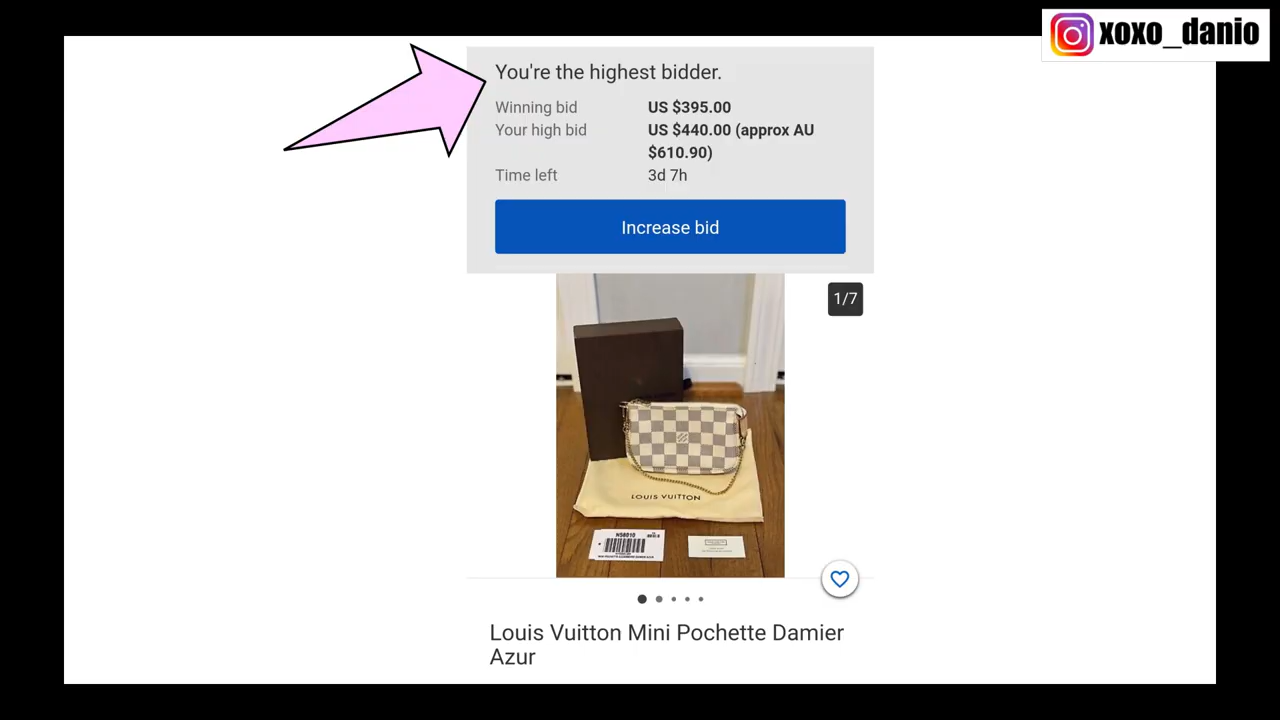 xoxo_danio
You're the highest bidder.
Winning bid US $395.00
Your high bid US $440.00 (approx AU
$610.90)
Time left 3d 7h
Increase bid
1/7
LOUIS VUITTON
N58010
Louis Vuitton Mini Pochette Damier
Azur